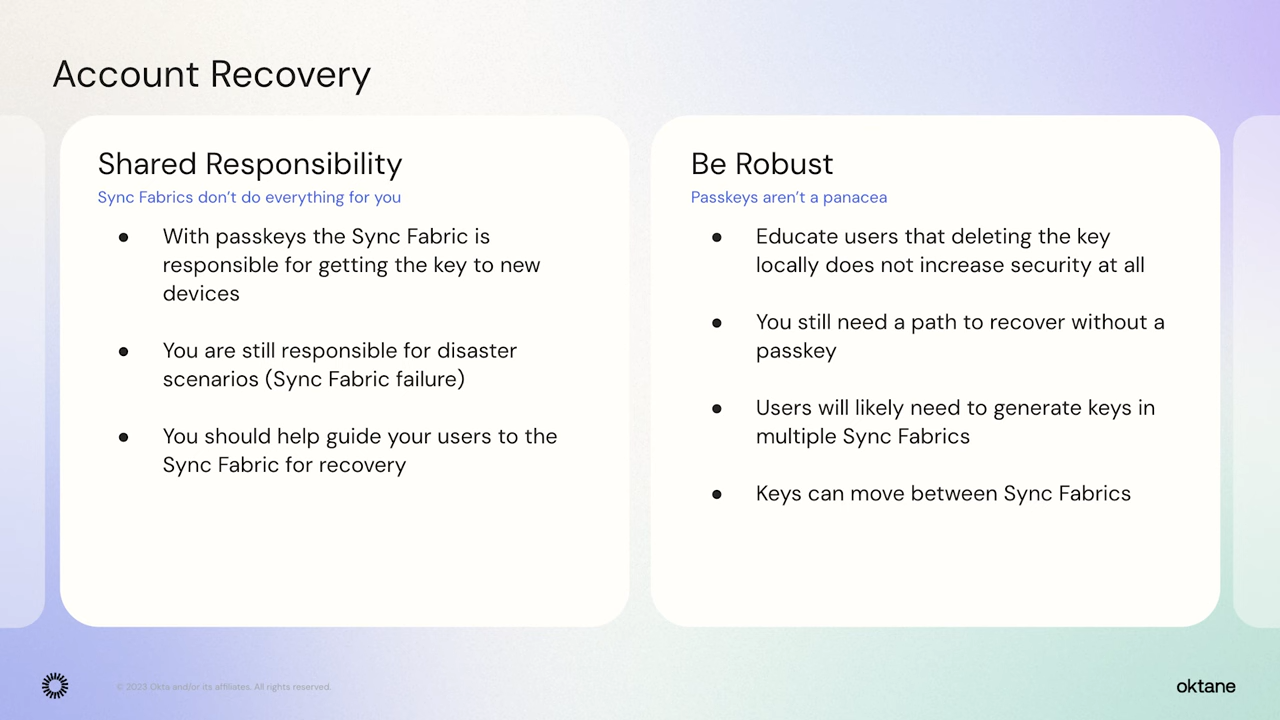 Account Recovery
Shared Responsibility
Sync Fabrics don’t do everything for you
● With passkeys the Sync Fabric is
responsible for getting the key to new
devices
● You are still responsible for disaster
scenarios (Sync Fabric failure)
● You should help guide your users to the
Sync Fabric for recovery
Be Robust
Passkeys aren’t a panacea
● Educate users that deleting the key
locally does not increase security at all
● You still need a path to recover without a
passkey
● Users will likely need to generate keys in
multiple Sync Fabrics
● Keys can move between Sync Fabrics
© 2033 Okta and/or its affiliates. All rights reserved.
oktane